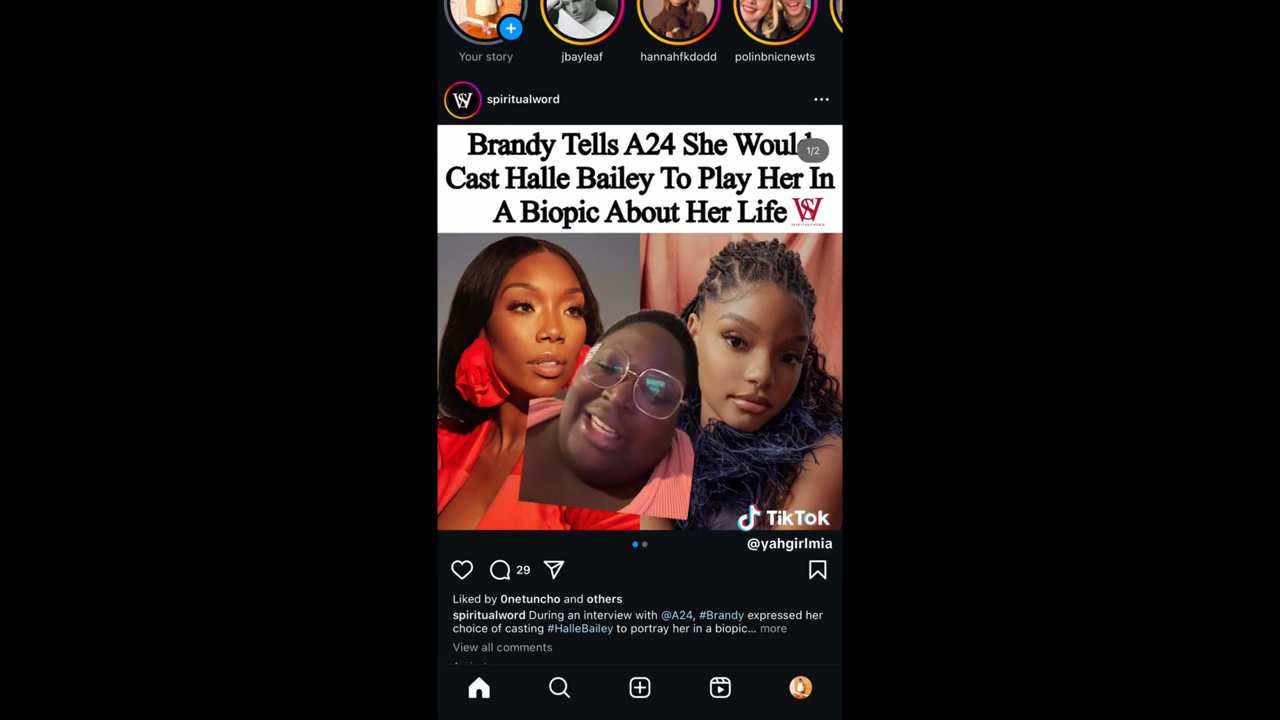 Your story
jbayleaf
hannahfkdodd
polinbnicnewts
spiritualword
Brandy Tells A24 She Would
1/2
Cast Halle Bailey To Play Her In
A Biopic About Her Life
SPIRITUALWORD
TikTok
@yahgirlmia
29
Liked by 0netuncho and others
spiritualword During an interview with @A24, #Brandy expressed her
choice of casting #HalleBailey to portray her in a biopic... more
View all comments